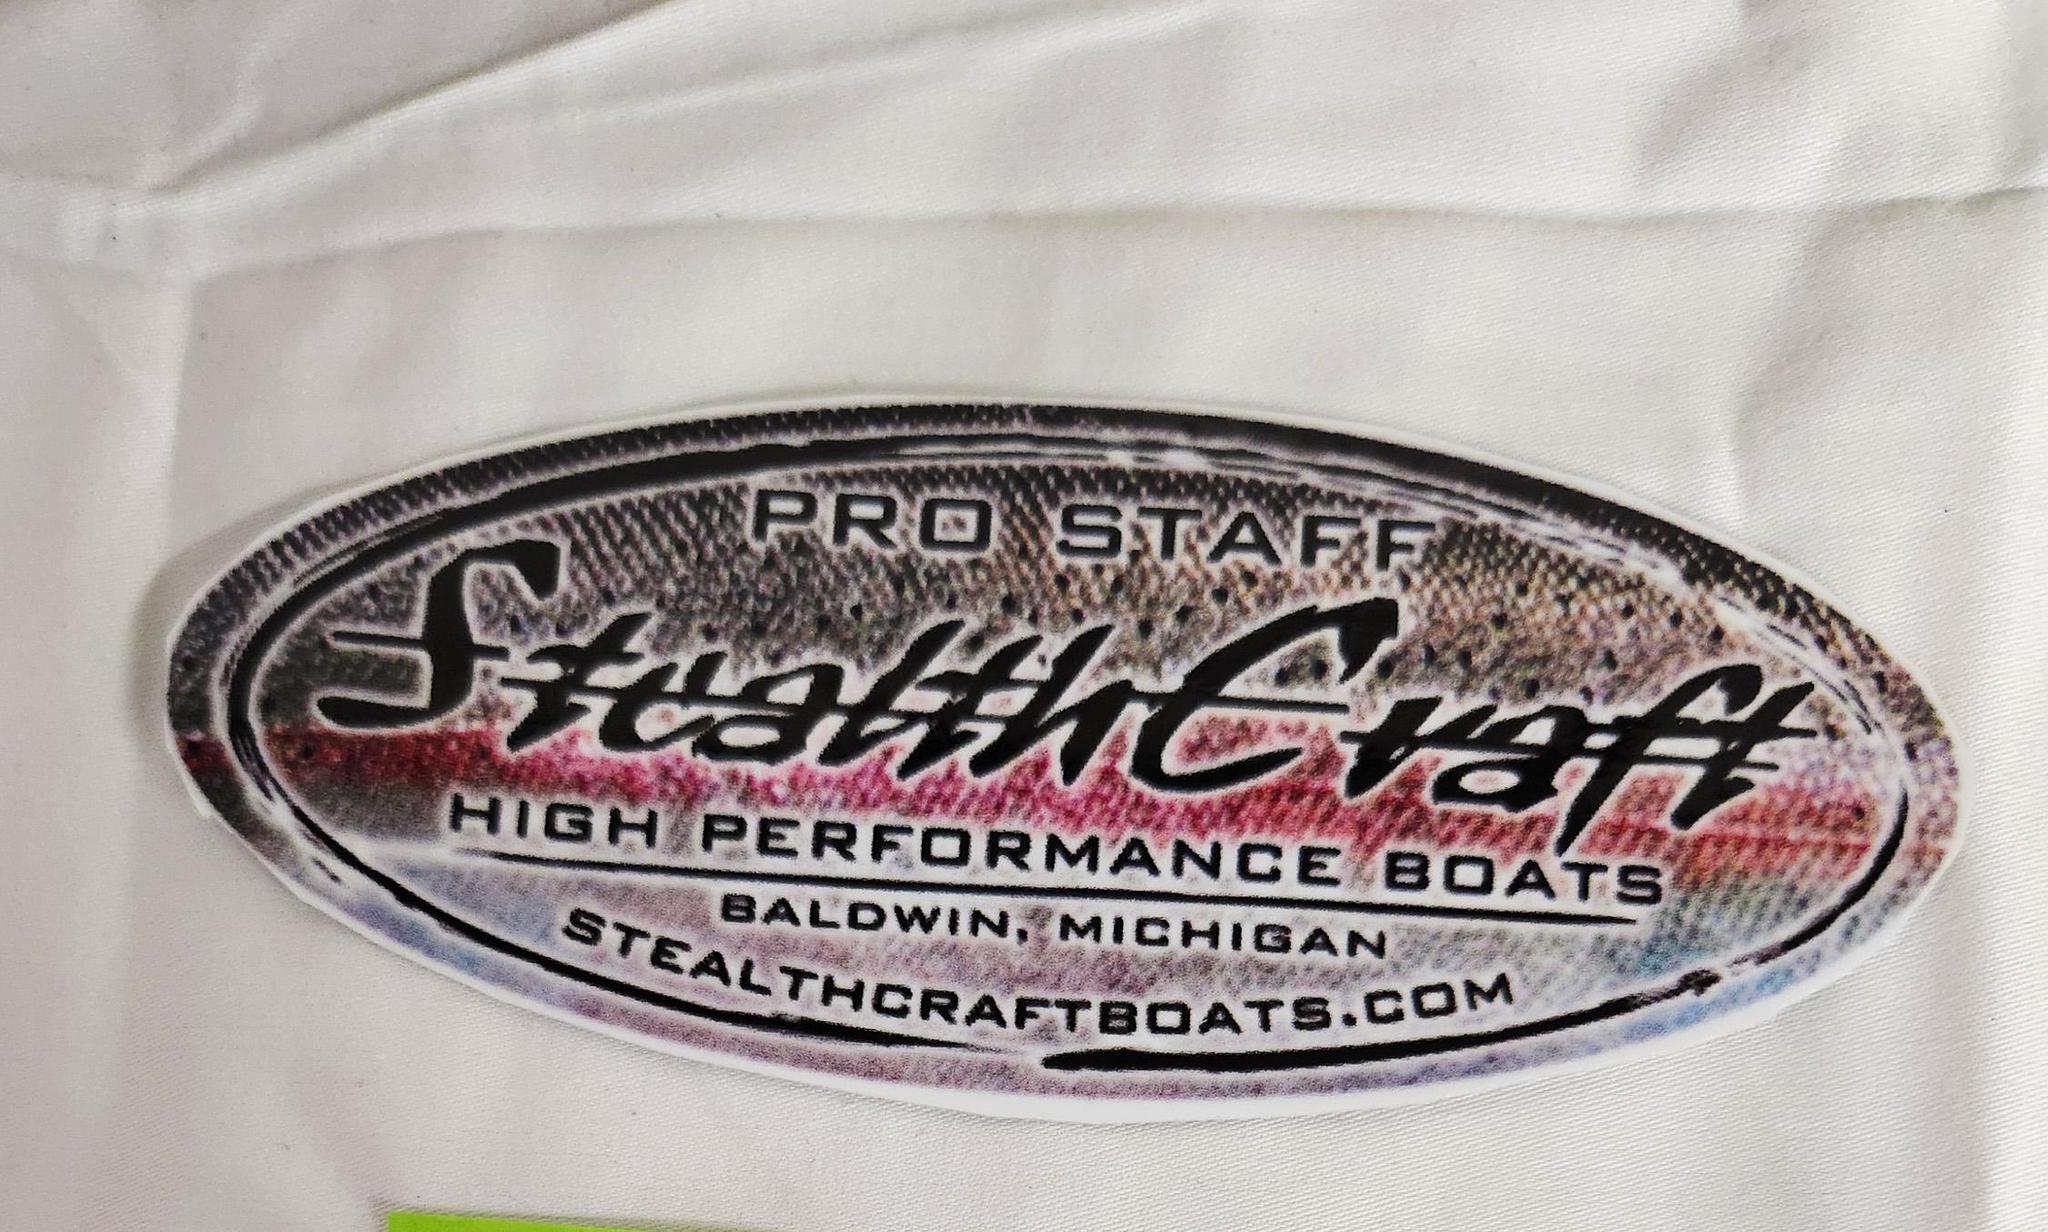 PRO STAFF
StealthCraft
HIGH PERFORMANCE BOATS
BALDWIN, MICHIGAN
STEALTHCRAFTBOATS.COM